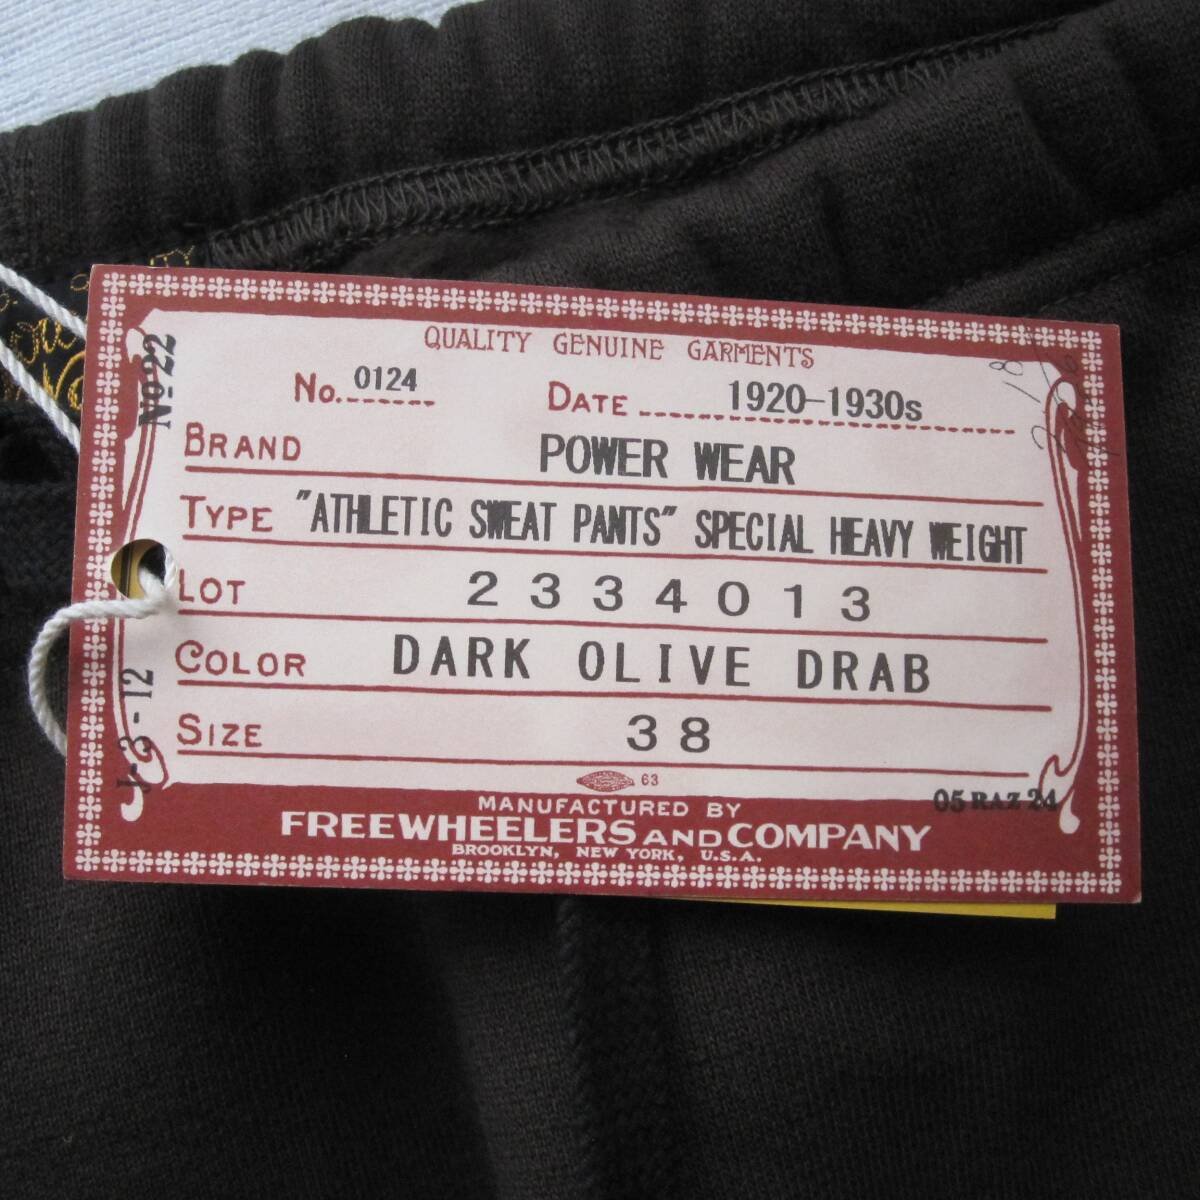 QUALITY GENUINE GARMENTS
No. 0124 DATE 1920-1930s
BRAND POWER WEAR
TYPE "ATHLETIC SWEAT PANTS" SPECIAL HEAVY WEIGHT
LOT 2334013
COLOR DARK OLIVE DRAB
SIZE 38
63
MANUFACTURED BY
FREEWHEELERS AND COMPANY
BROOKLYN, NEW YORK, U.S.A.
05 RAZ 24
No 22
J-3-12